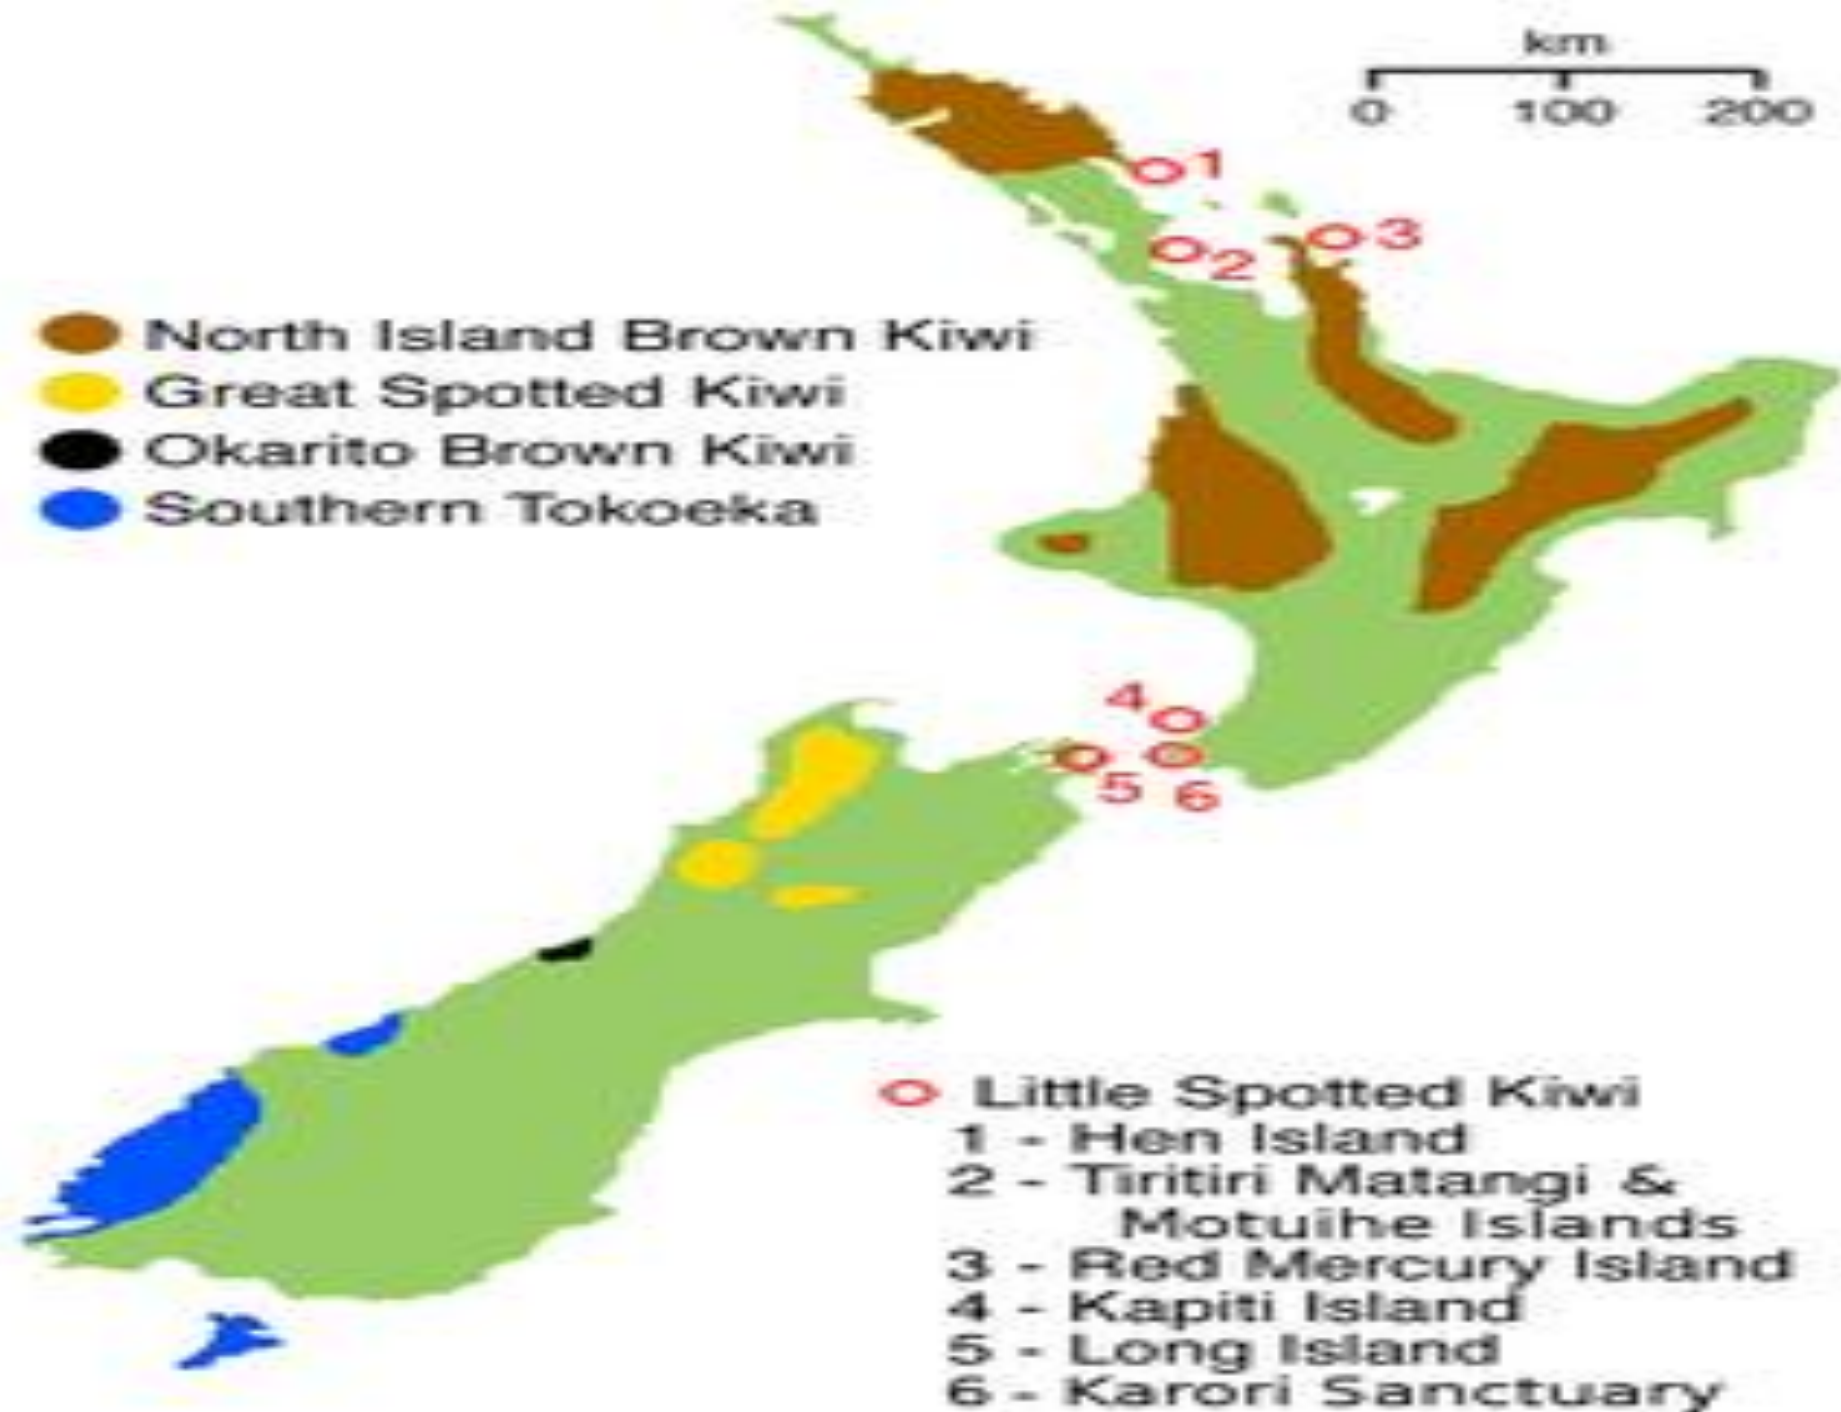 km
0 100 200
1
3
2
North Island Brown Kiwi
Great Spotted Kiwi
Okarito Brown Kiwi
Southern Tokoeka
4
5 6
Little Spotted Kiwi
1 - Hen Island
2 - Tiritiri Matangi &
Motuihe Islands
3 - Red Mercury Island
4 - Kapiti Island
5 - Long Island
6 - Karori Sanctuary